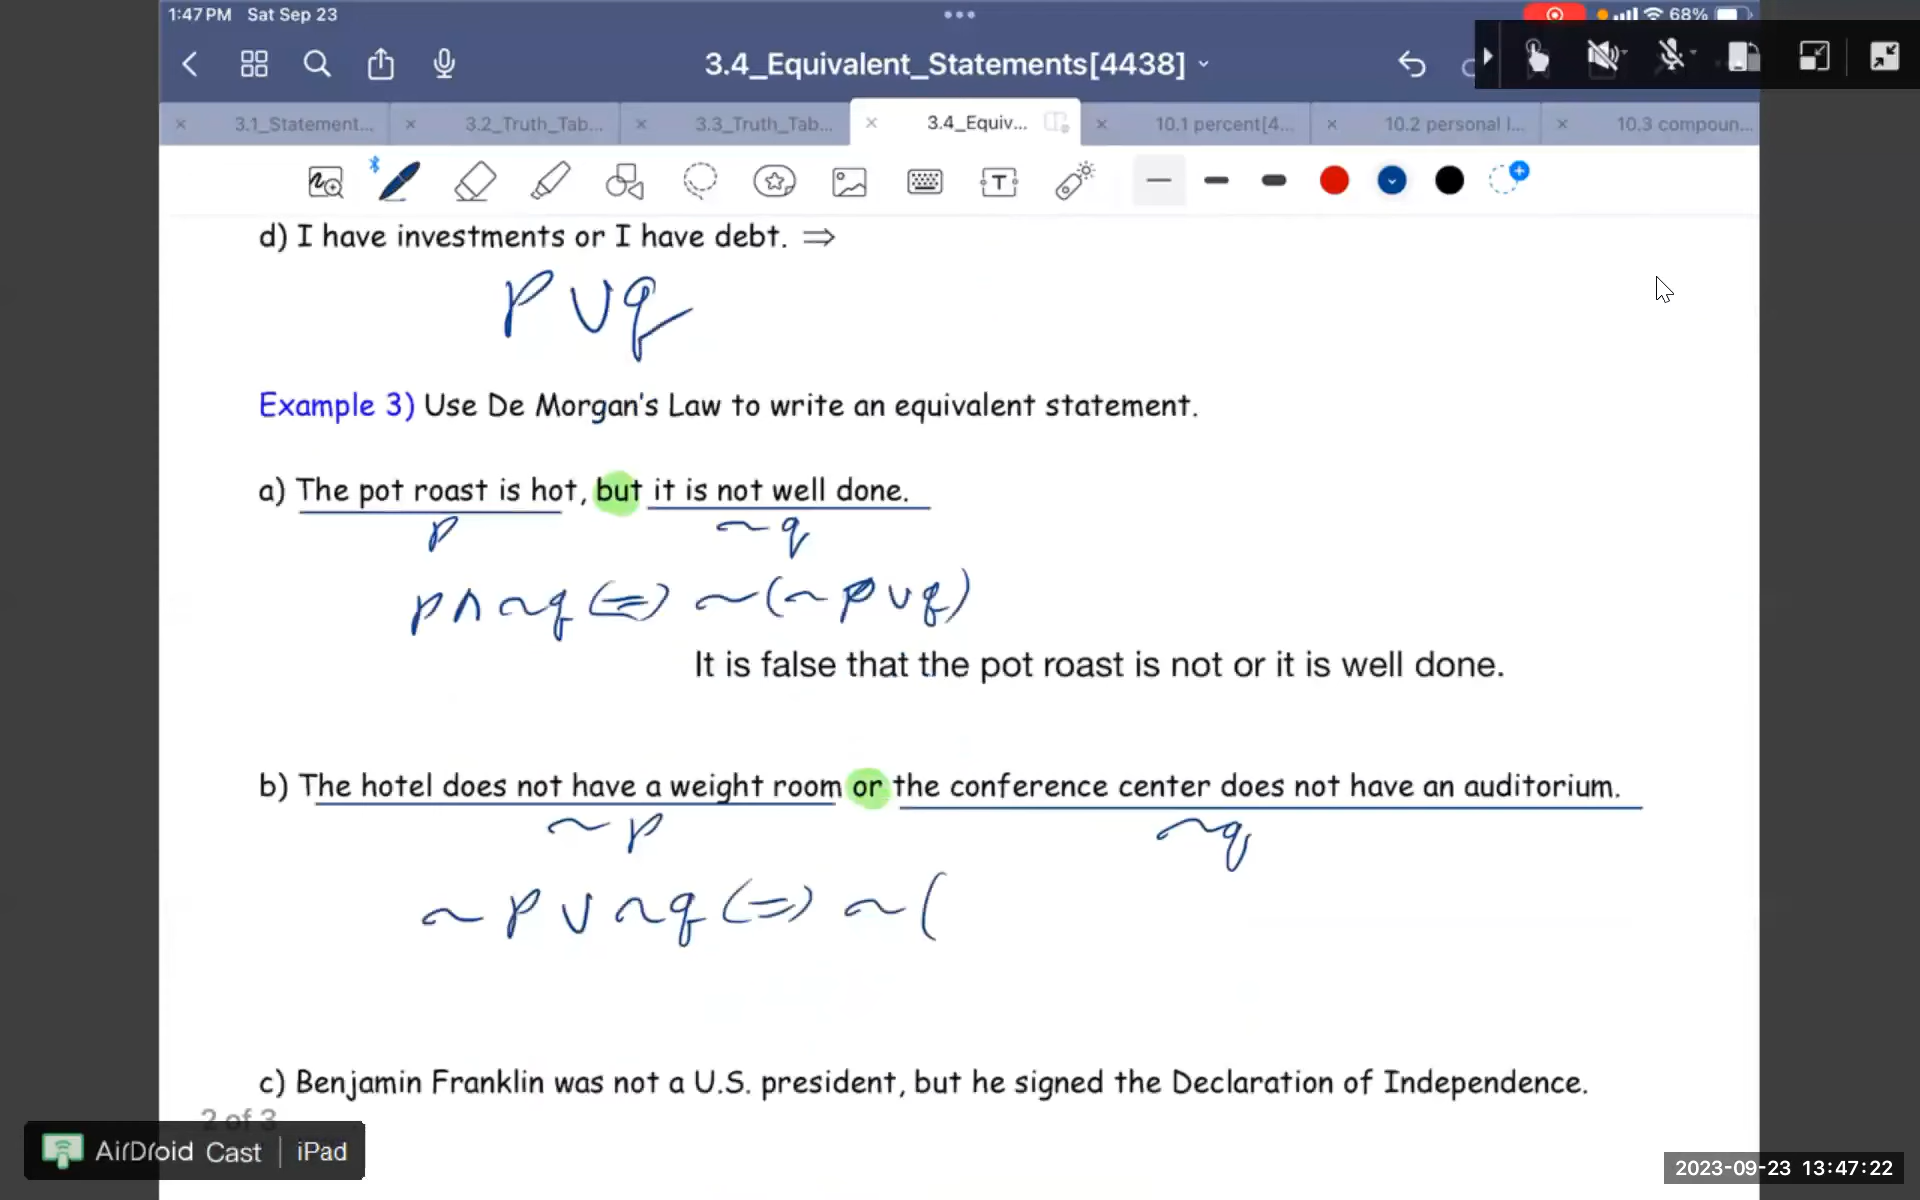 1:47 PM Sat Sep 23
68%
3.4_Equivalent_Statements[4438]
3.1_Statement... 3.2_Truth_Tab... 3.3_Truth_Tab... 3.4_Equiv... 10.1 percent[4... 10.2 personal l... 10.3 compoun...
d) I have investments or I have debt. ⇒
p ∨ q
Example 3) Use De Morgan's Law to write an equivalent statement.
a) The pot roast is hot, but it is not well done.
p ~q
p ∧ ~q (=) ~(~p ∨ q)
It is false that the pot roast is not or it is well done.
b) The hotel does not have a weight room or the conference center does not have an auditorium.
~p ~q
~p ∨ ~q (=) ~(
c) Benjamin Franklin was not a U.S. president, but he signed the Declaration of Independence.
2 of 3
AirDroid Cast | iPad
2023-09-23 13:47:22